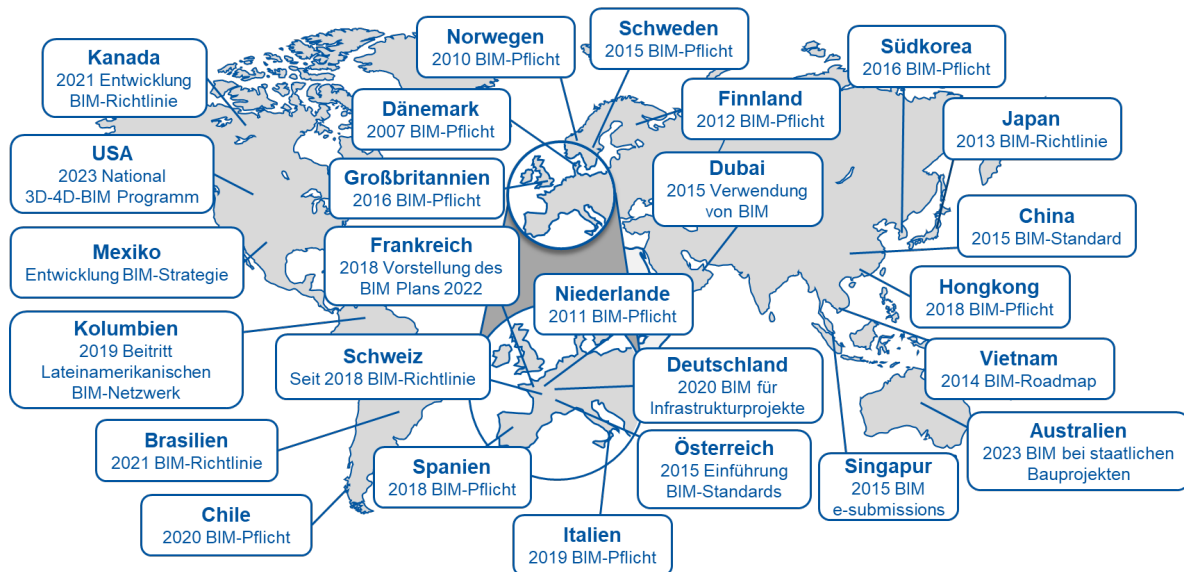 Kanada
2021 Entwicklung
BIM-Richtlinie
Norwegen
2010 BIM-Pflicht
Schweden
2015 BIM-Pflicht
Südkorea
2016 BIM-Pflicht
Dänemark
2007 BIM-Pflicht
Finnland
2012 BIM-Pflicht
Japan
2013 BIM-Richtlinie
USA
2023 National
3D-4D-BIM Programm
Großbritannien
2016 BIM-Pflicht
Dubai
2015 Verwendung
von BIM
China
2015 BIM-Standard
Mexiko
Entwicklung BIM-Strategie
Frankreich
2018 Vorstellung des
BIM Plans 2022
Niederlande
2011 BIM-Pflicht
Hongkong
2018 BIM-Pflicht
Kolumbien
2019 Beitritt
Lateinamerikanischen
BIM-Netzwerk
Schweiz
Seit 2018 BIM-Richtlinie
Deutschland
2020 BIM für
Infrastrukturprojekte
Vietnam
2014 BIM-Roadmap
Brasilien
2021 BIM-Richtlinie
Spanien
2018 BIM-Pflicht
Österreich
2015 Einführung
BIM-Standards
Singapur
2015 BIM
e-submissions
Australien
2023 BIM bei staatlichen
Bauprojekten
Chile
2020 BIM-Pflicht
Italien
2019 BIM-Pflicht